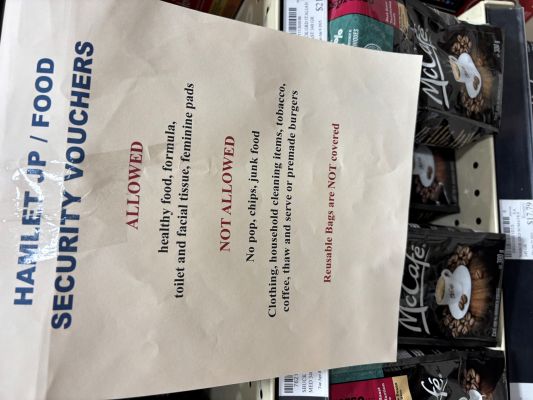 HAMLET JP / FOOD
SECURITY VOUCHERS
ALLOWED
healthy food, formula,
toilet and facial tissue, feminine pads
NOT ALLOWED
No pop, chips, junk food
Clothing, household cleaning items, tobacco,
coffee, thaw and serve or premade burgers
Reusable Bags are NOT covered
McCafé
McCafé
$17.79